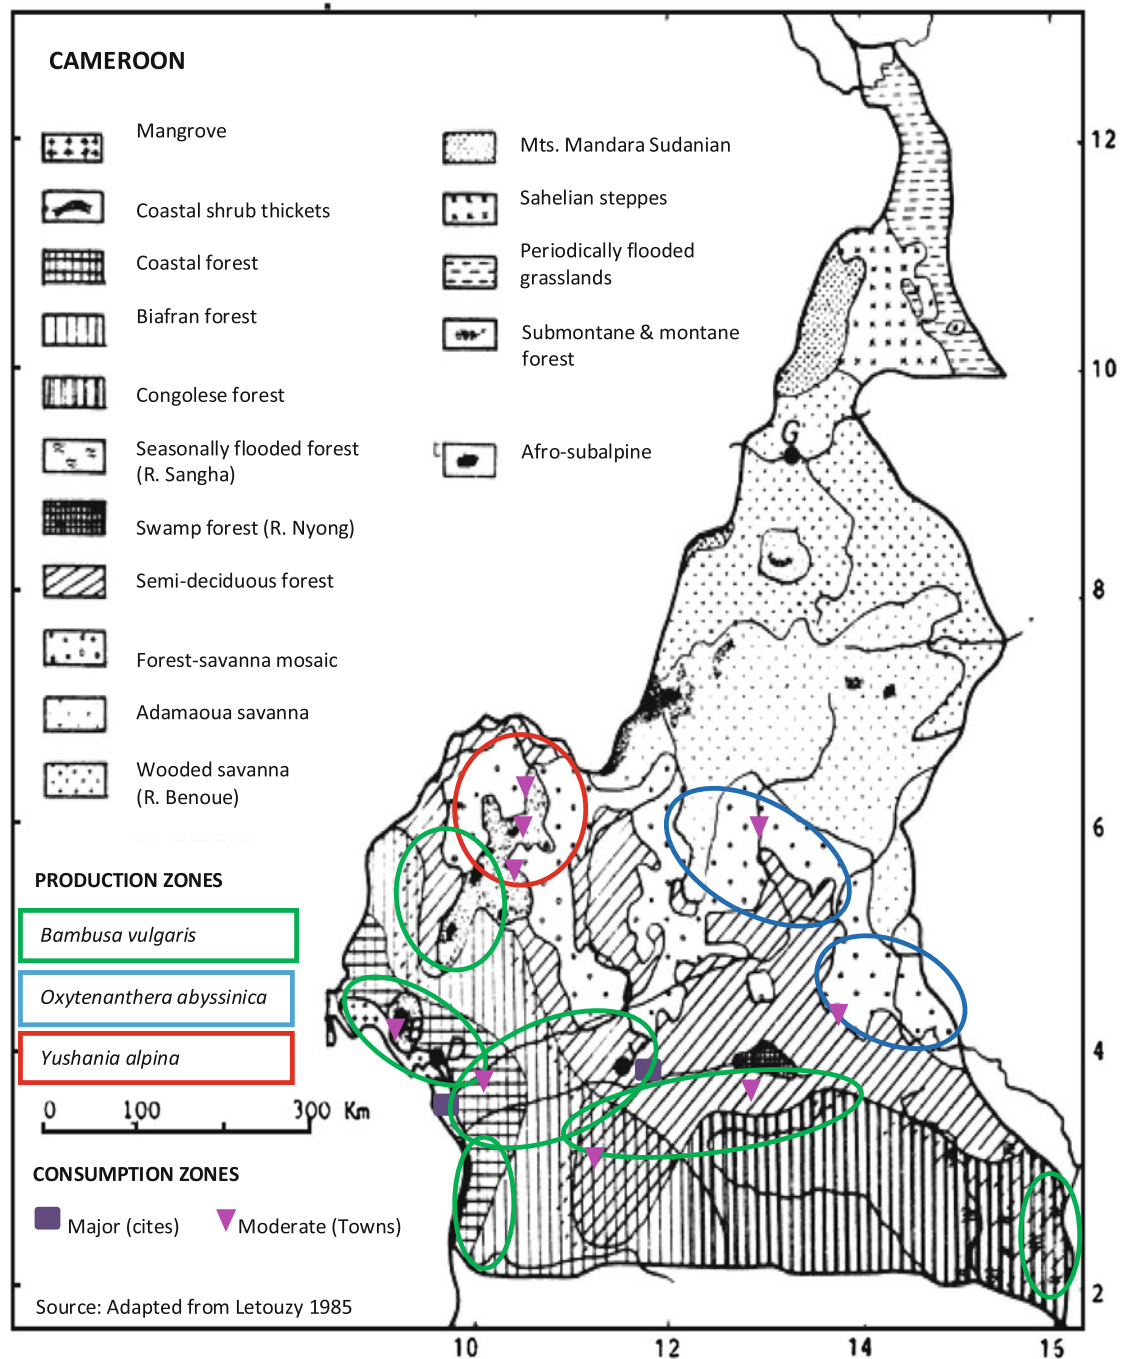 CAMEROON
Mangrove
Coastal shrub thickets
Coastal forest
Biafran forest
Congolese forest
Seasonally flooded forest
(R. Sangha)
Swamp forest (R. Nyong)
Semi-deciduous forest
Forest-savanna mosaic
Adamaoua savanna
Wooded savanna
(R. Benoue)
Mts. Mandara Sudanian
Sahelian steppes
Periodically flooded
grasslands
Submontane & montane
forest
Afro-subalpine
G
PRODUCTION ZONES
Bambusa vulgaris
Oxytenanthera abyssinica
Yushania alpina
0 100 300 Km
CONSUMPTION ZONES
Major (cites)
Moderate (Towns)
Source: Adapted from Letouzy 1985
12
10
8
6
4
2
10 12 14 15